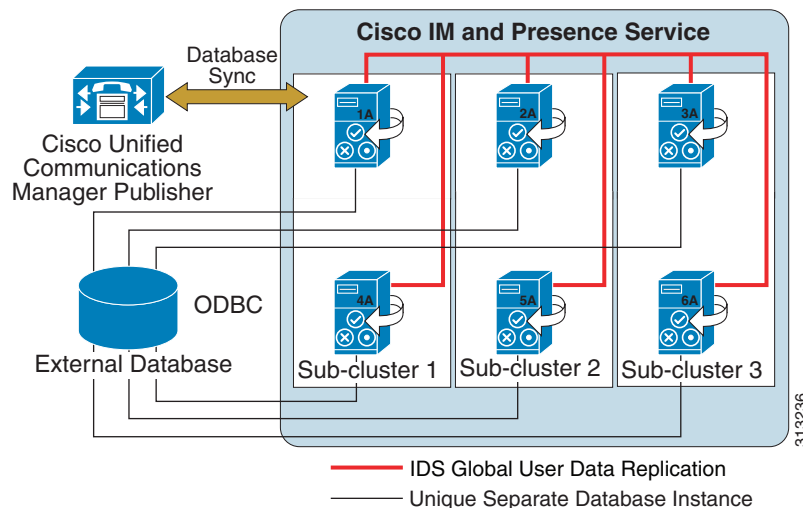 Cisco IM and Presence Service
Database
Sync
Cisco Unified
Communications
Manager Publisher
1A
2A
3A
4A
5A
6A
ODBC
External Database
Sub-cluster 1
Sub-cluster 2
Sub-cluster 3
313236
IDS Global User Data Replication
Unique Separate Database Instance